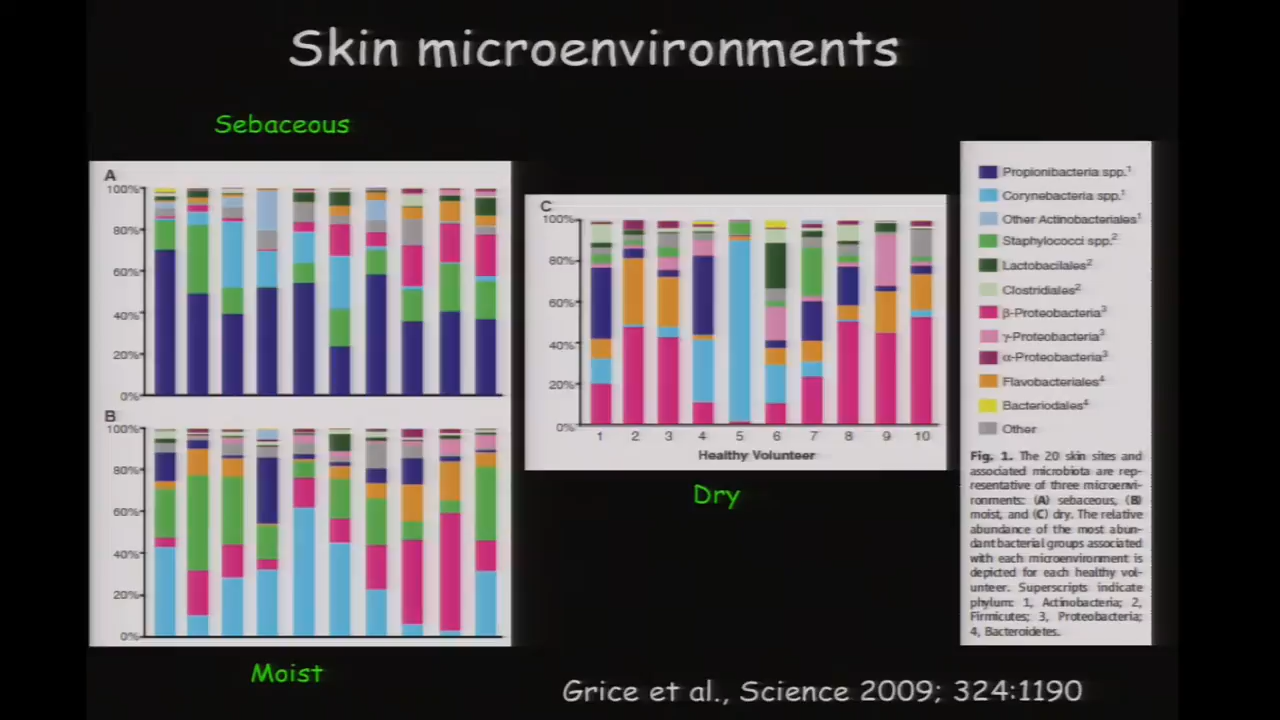 Skin microenvironments
Sebaceous
A
100%
80%
60%
40%
20%
0%
B
100%
80%
60%
40%
20%
0%
Moist
C
100%
80%
60%
40%
20%
0%
1 2 3 4 5 6 7 8 9 10
Healthy Volunteer
Dry
Propionibacteria spp.¹
Corynebacteria spp.¹
Other Actinobacteriales¹
Staphylococci spp.²
Lactobacillales²
Clostridiales²
β-Proteobacteria³
γ-Proteobacteria³
α-Proteobacteria³
Flavobacteriales⁴
Bacteriodales⁴
Other
Fig. 1. The 20 skin sites and
associated microbiota are rep-
resentative of three microenvi-
ronments: (A) sebaceous, (B)
moist, and (C) dry. The relative
abundance of the most abun-
dant bacterial groups associated
with each microenvironment is
depicted for each healthy vol-
unteer. Superscripts indicate
phylum: 1, Actinobacteria; 2,
Firmicutes; 3, Proteobacteria;
4, Bacteroidetes.
Grice et al., Science 2009; 324:1190